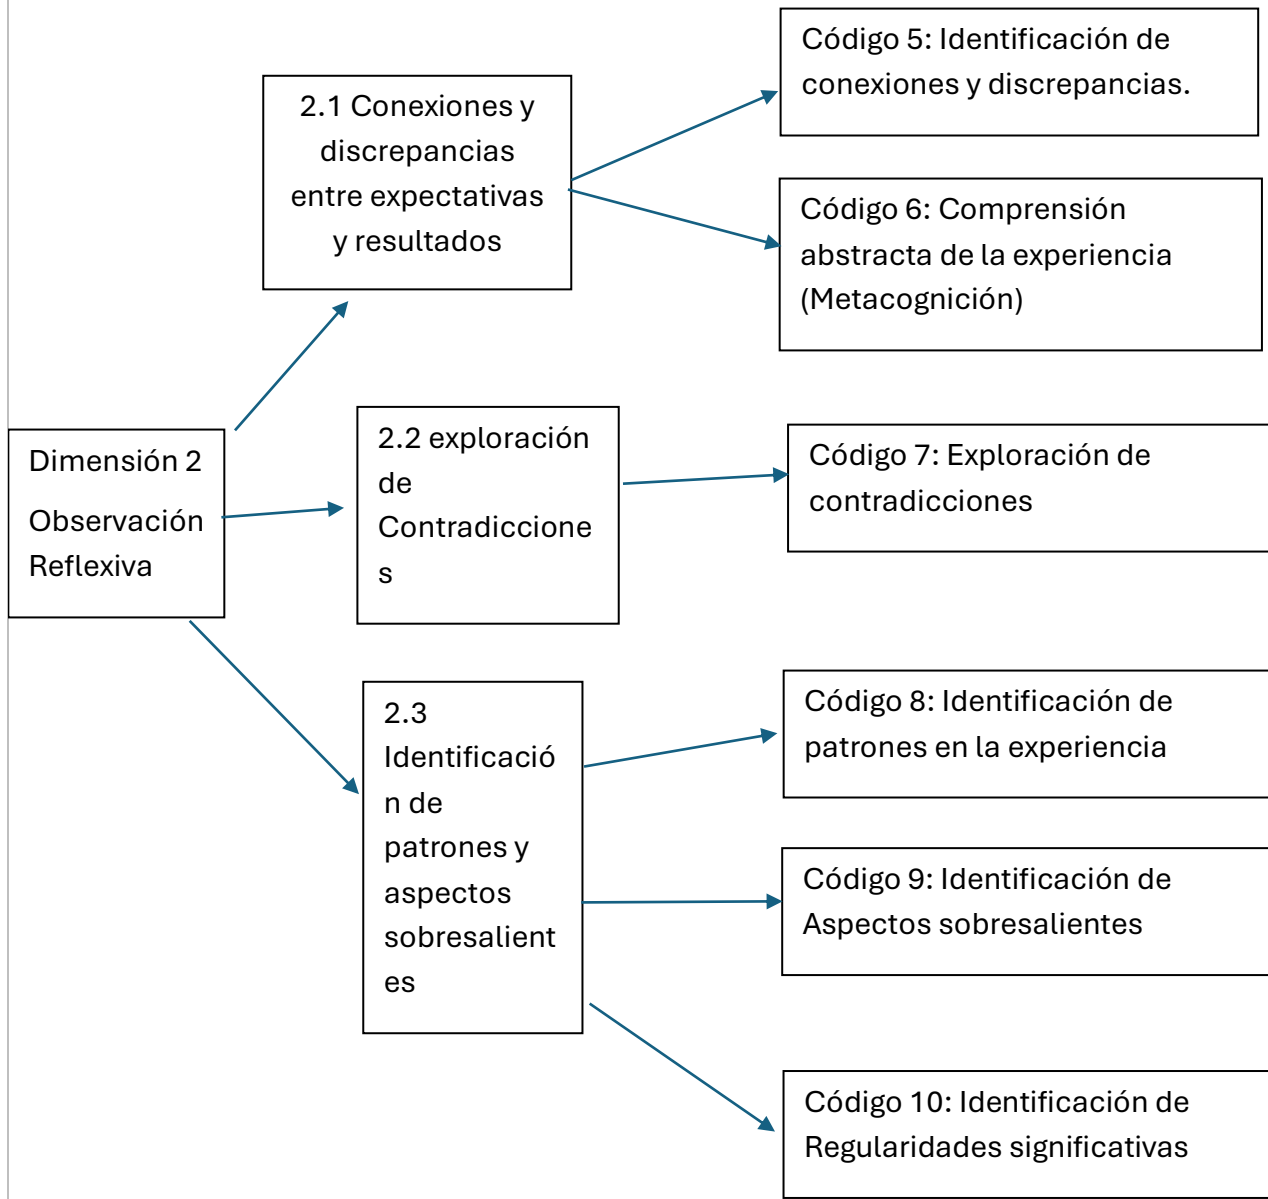 Dimensión 2
Observación
Reflexiva
2.1 Conexiones y
discrepancias
entre expectativas
y resultados
Código 5: Identificación de
conexiones y discrepancias.
Código 6: Comprensión
abstracta de la experiencia
(Metacognición)
2.2 exploración
de
Contradiccione
s
Código 7: Exploración de
contradicciones
2.3
Identificació
n de
patrones y
aspectos
sobresalient
es
Código 8: Identificación de
patrones en la experiencia
Código 9: Identificación de
Aspectos sobresalientes
Código 10: Identificación de
Regularidades significativas